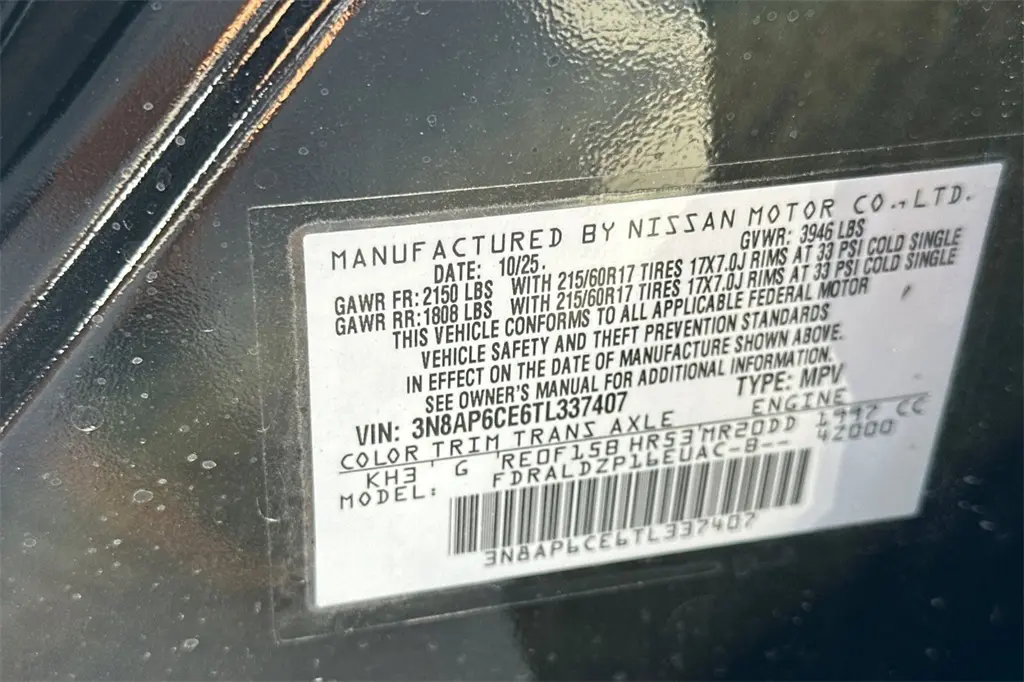 MANUFACTURED BY NISSAN MOTOR CO.,LTD.
DATE: 10/25. GVWR: 3946 LBS
GAWR FR: 2150 LBS WITH 215/60R17 TIRES 17X7.0J RIMS AT 33 PSI COLD SINGLE
GAWR RR: 1808 LBS WITH 215/60R17 TIRES 17X7.0J RIMS AT 33 PSI COLD SINGLE
THIS VEHICLE CONFORMS TO ALL APPLICABLE FEDERAL MOTOR
VEHICLE SAFETY AND THEFT PREVENTION STANDARDS
IN EFFECT ON THE DATE OF MANUFACTURE SHOWN ABOVE.
SEE OWNER'S MANUAL FOR ADDITIONAL INFORMATION.
VIN: 3N8AP6CE6TL337407 TYPE: MPV
COLOR TRIM TRANS AXLE ENGINE
KH3 G RE0F15B HR53 MR20DD 1997 CC
MODEL: FDRALDZP16EUAC-B-- 4Z000
3N8AP6CE6TL337407